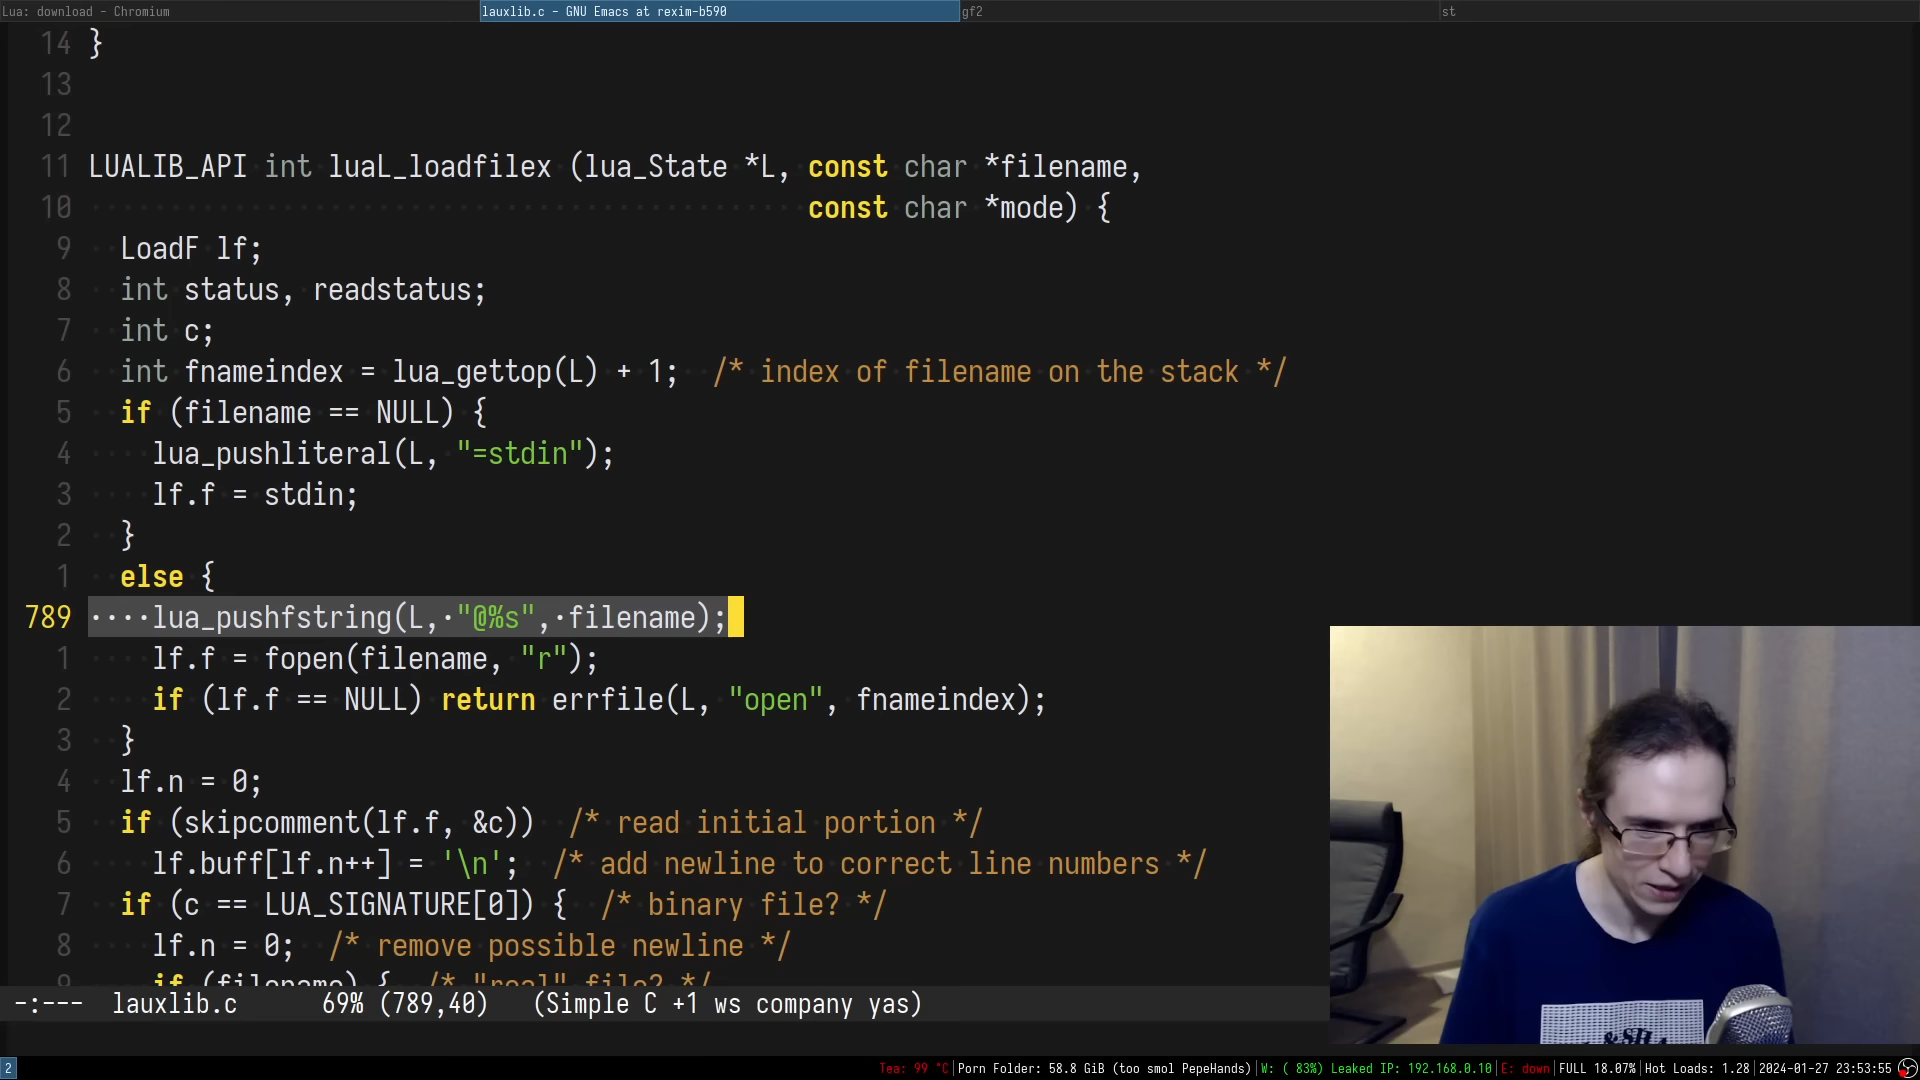 Lua: download - Chromium
lauxlib.c - GNU Emacs at rexim-b590
gf2
st
14 }
13
12
11 LUALIB_API int luaL_loadfilex (lua_State *L, const char *filename,
10 const char *mode) {
9 LoadF lf;
8 int status, readstatus;
7 int c;
6 int fnameindex = lua_gettop(L) + 1; /* index of filename on the stack */
5 if (filename == NULL) {
4 lua_pushliteral(L, "=stdin");
3 lf.f = stdin;
2 }
1 else {
789 ····lua_pushfstring(L,·"@%s",·filename);
1 lf.f = fopen(filename, "r");
2 if (lf.f == NULL) return errfile(L, "open", fnameindex);
3 }
4 lf.n = 0;
5 if (skipcomment(lf.f, &c)) /* read initial portion */
6 lf.buff[lf.n++] = '\n'; /* add newline to correct line numbers */
7 if (c == LUA_SIGNATURE[0]) { /* binary file? */
8 lf.n = 0; /* remove possible newline */
9 if (filename) { /* "real" file? */
-:--- lauxlib.c 69% (789,40) (Simple C +1 ws company yas)
2
Tea: 99 °C|Porn Folder: 58.8 GiB (too smol PepeHands)|W: ( 83%) Leaked IP: 192.168.0.10|E: down|FULL 18.07%|Hot Loads: 1.28|2024-01-27 23:53:55